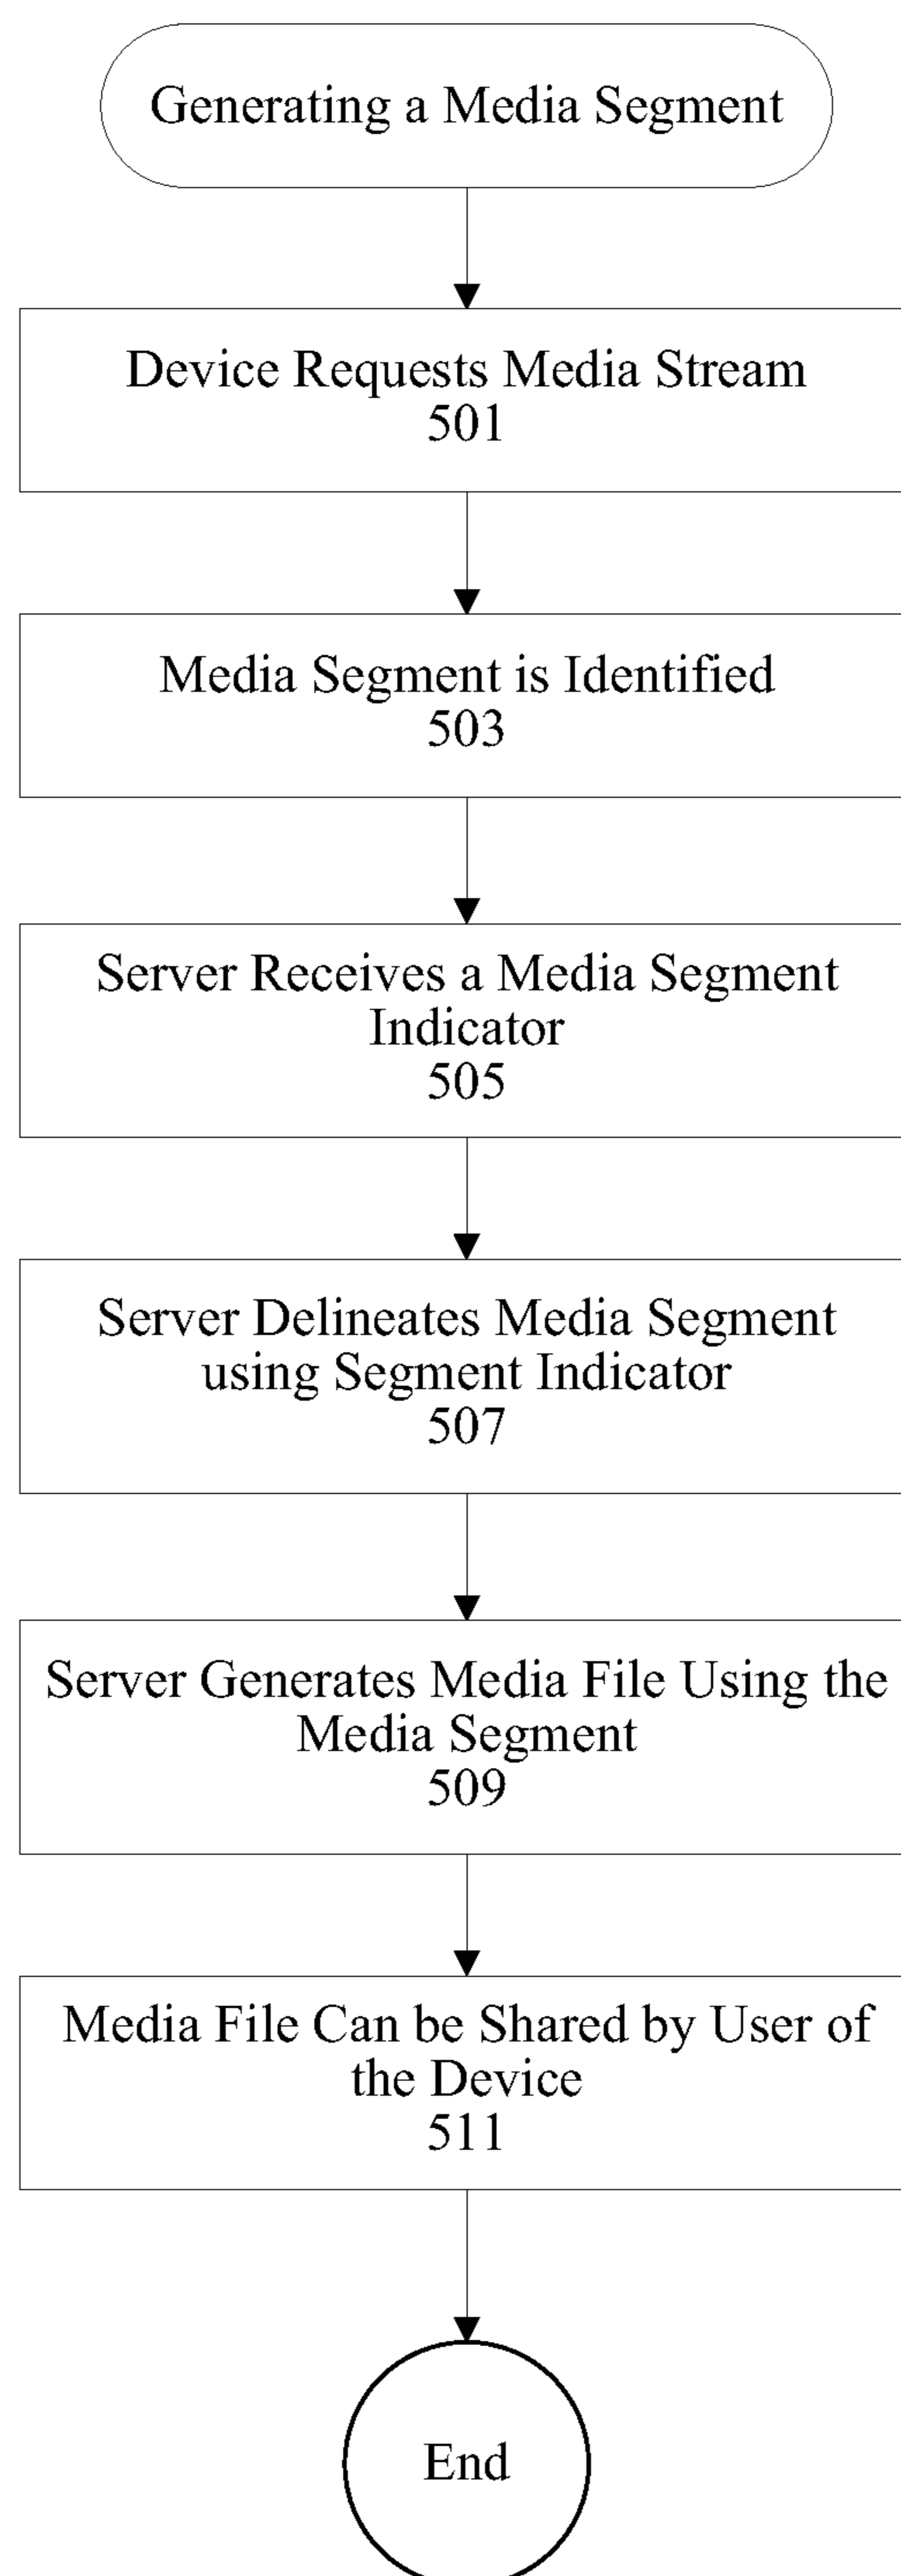 Generating a Media Segment
Device Requests Media Stream
501
Media Segment is Identified
503
Server Receives a Media Segment
Indicator
505
Server Delineates Media Segment
using Segment Indicator
507
Server Generates Media File Using the
Media Segment
509
Media File Can be Shared by User of
the Device
511
End